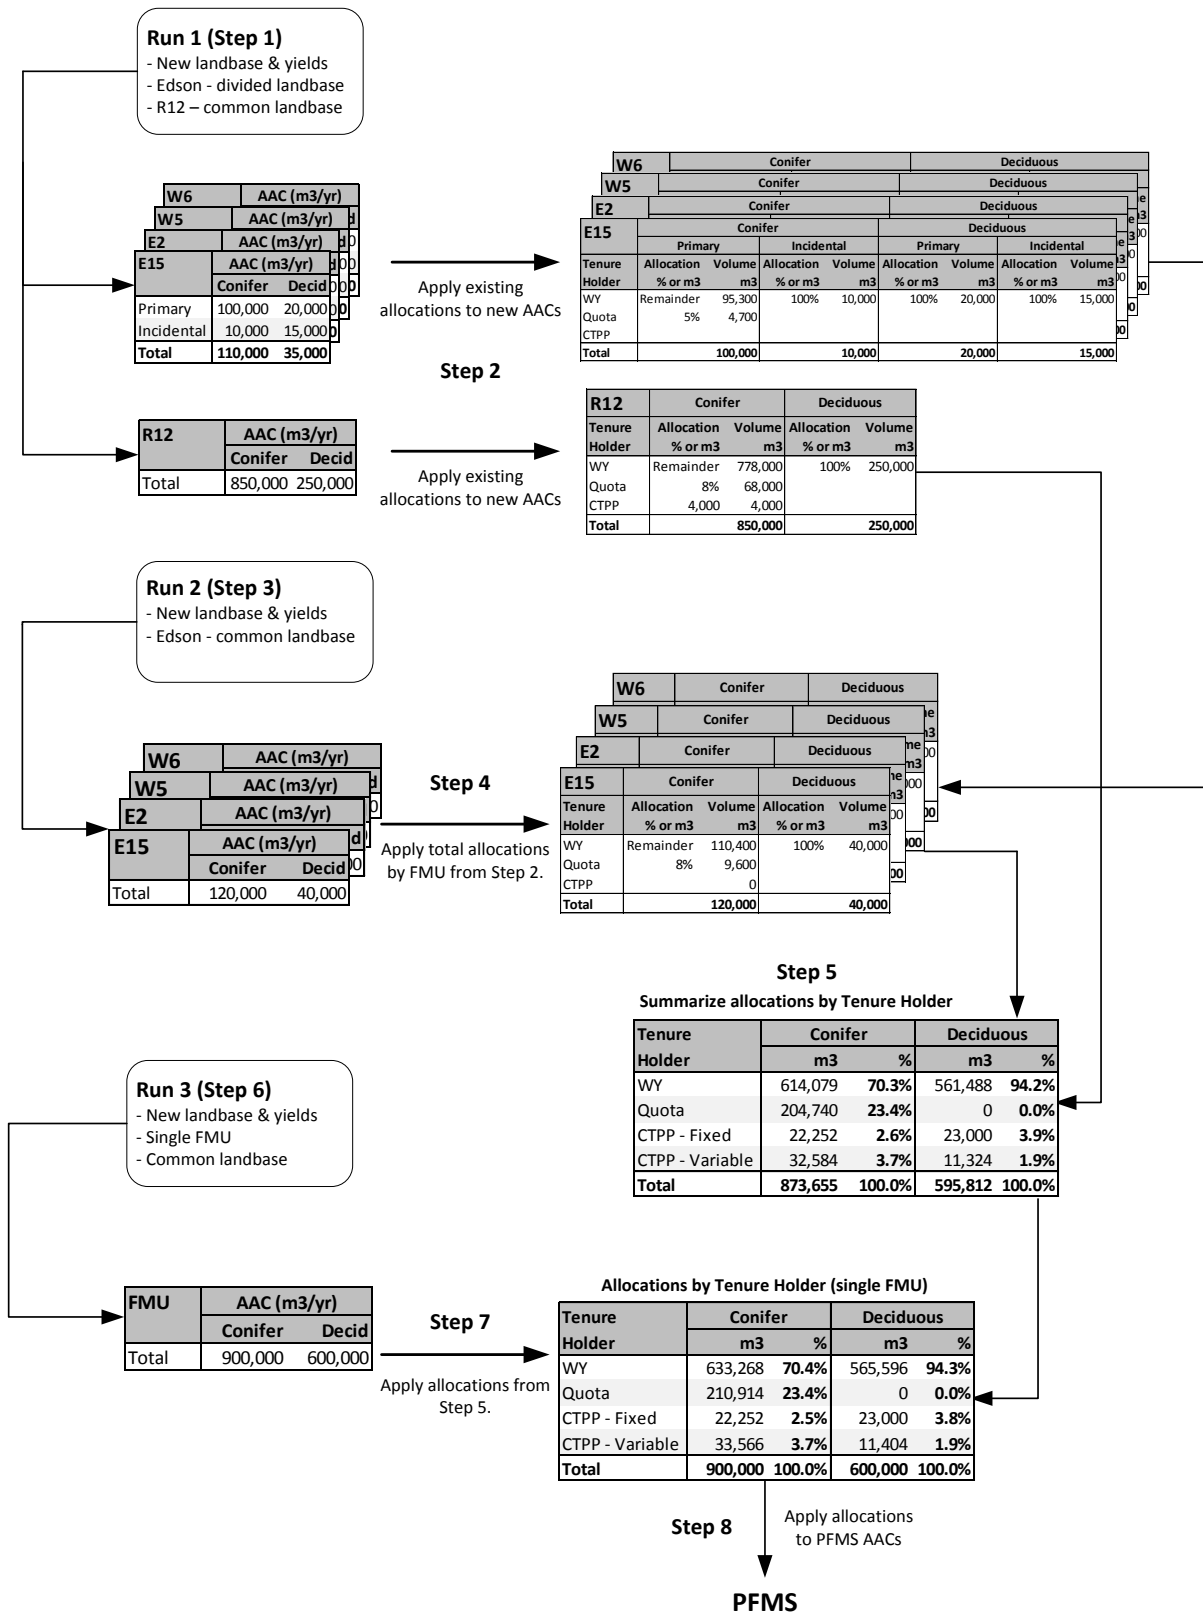 Run 1 (Step 1)
- New landbase & yields
- Edson - divided landbase
- R12 – common landbase
W6 AAC (m3/yr)
W5 AAC (m3/yr)
E2 AAC (m3/yr)
E15 AAC (m3/yr)
Conifer Decid
Primary 100,000 20,000
Incidental 10,000 15,000
Total 110,000 35,000
Apply existing
allocations to new AACs
Step 2
W6 Conifer Deciduous
W5 Conifer Deciduous
E2 Conifer Deciduous
E15 Conifer Deciduous
Primary Incidental Primary Incidental
Tenure Allocation Volume Allocation Volume Allocation Volume Allocation Volume
Holder % or m3 m3 % or m3 m3 % or m3 m3 % or m3 m3
WY Remainder 95,300 100% 10,000 100% 20,000 100% 15,000
Quota 5% 4,700
CTPP
Total 100,000 10,000 20,000 15,000
R12 AAC (m3/yr)
Conifer Decid
Total 850,000 250,000
Apply existing
allocations to new AACs
R12 Conifer Deciduous
Tenure Allocation Volume Allocation Volume
Holder % or m3 m3 % or m3 m3
WY Remainder 778,000 100% 250,000
Quota 8% 68,000
CTPP 4,000 4,000
Total 850,000 250,000
Run 2 (Step 3)
- New landbase & yields
- Edson - common landbase
W6 AAC (m3/yr)
W5 AAC (m3/yr)
E2 AAC (m3/yr)
E15 AAC (m3/yr)
Conifer Decid
Total 120,000 40,000
Step 4
Apply total allocations
by FMU from Step 2.
W6 Conifer Deciduous
W5 Conifer Deciduous
E2 Conifer Deciduous
E15 Conifer Deciduous
Tenure Allocation Volume Allocation Volume
Holder % or m3 m3 % or m3 m3
WY Remainder 110,400 100% 40,000
Quota 8% 9,600
CTPP 0
Total 120,000 40,000
Step 5
Summarize allocations by Tenure Holder
Tenure Conifer Deciduous
Holder m3 % m3 %
WY 614,079 70.3% 561,488 94.2%
Quota 204,740 23.4% 0 0.0%
CTPP - Fixed 22,252 2.6% 23,000 3.9%
CTPP - Variable 32,584 3.7% 11,324 1.9%
Total 873,655 100.0% 595,812 100.0%
Run 3 (Step 6)
- New landbase & yields
- Single FMU
- Common landbase
FMU AAC (m3/yr)
Conifer Decid
Total 900,000 600,000
Step 7
Apply allocations from
Step 5.
Allocations by Tenure Holder (single FMU)
Tenure Conifer Deciduous
Holder m3 % m3 %
WY 633,268 70.4% 565,596 94.3%
Quota 210,914 23.4% 0 0.0%
CTPP - Fixed 22,252 2.5% 23,000 3.8%
CTPP - Variable 33,566 3.7% 11,404 1.9%
Total 900,000 100.0% 600,000 100.0%
Step 8
Apply allocations
to PFMS AACs
PFMS